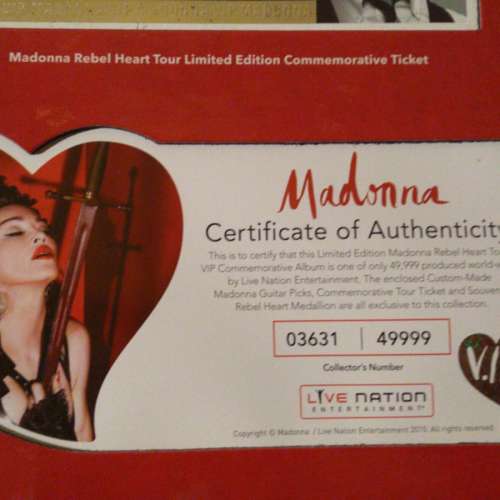 Madonna Rebel Heart Tour Limited Edition Commemorative Ticket
Madonna
Certificate of Authenticity
This is to certify that this Limited Edition Madonna Rebel Heart To
VIP Commemorative Album is one of only 49,999 produced world-w
by Live Nation Entertainment. The enclosed Custom-Made
Madonna Guitar Picks, Commemorative Tour Ticket and Souven
Rebel Heart Medallion are all exclusive to this collection.
03631 | 49999
Collector's Number
V.I
LIVE NATION
ENTERTAINMENT®
Copyright © Madonna / Live Nation Entertainment 2015. All rights reserved